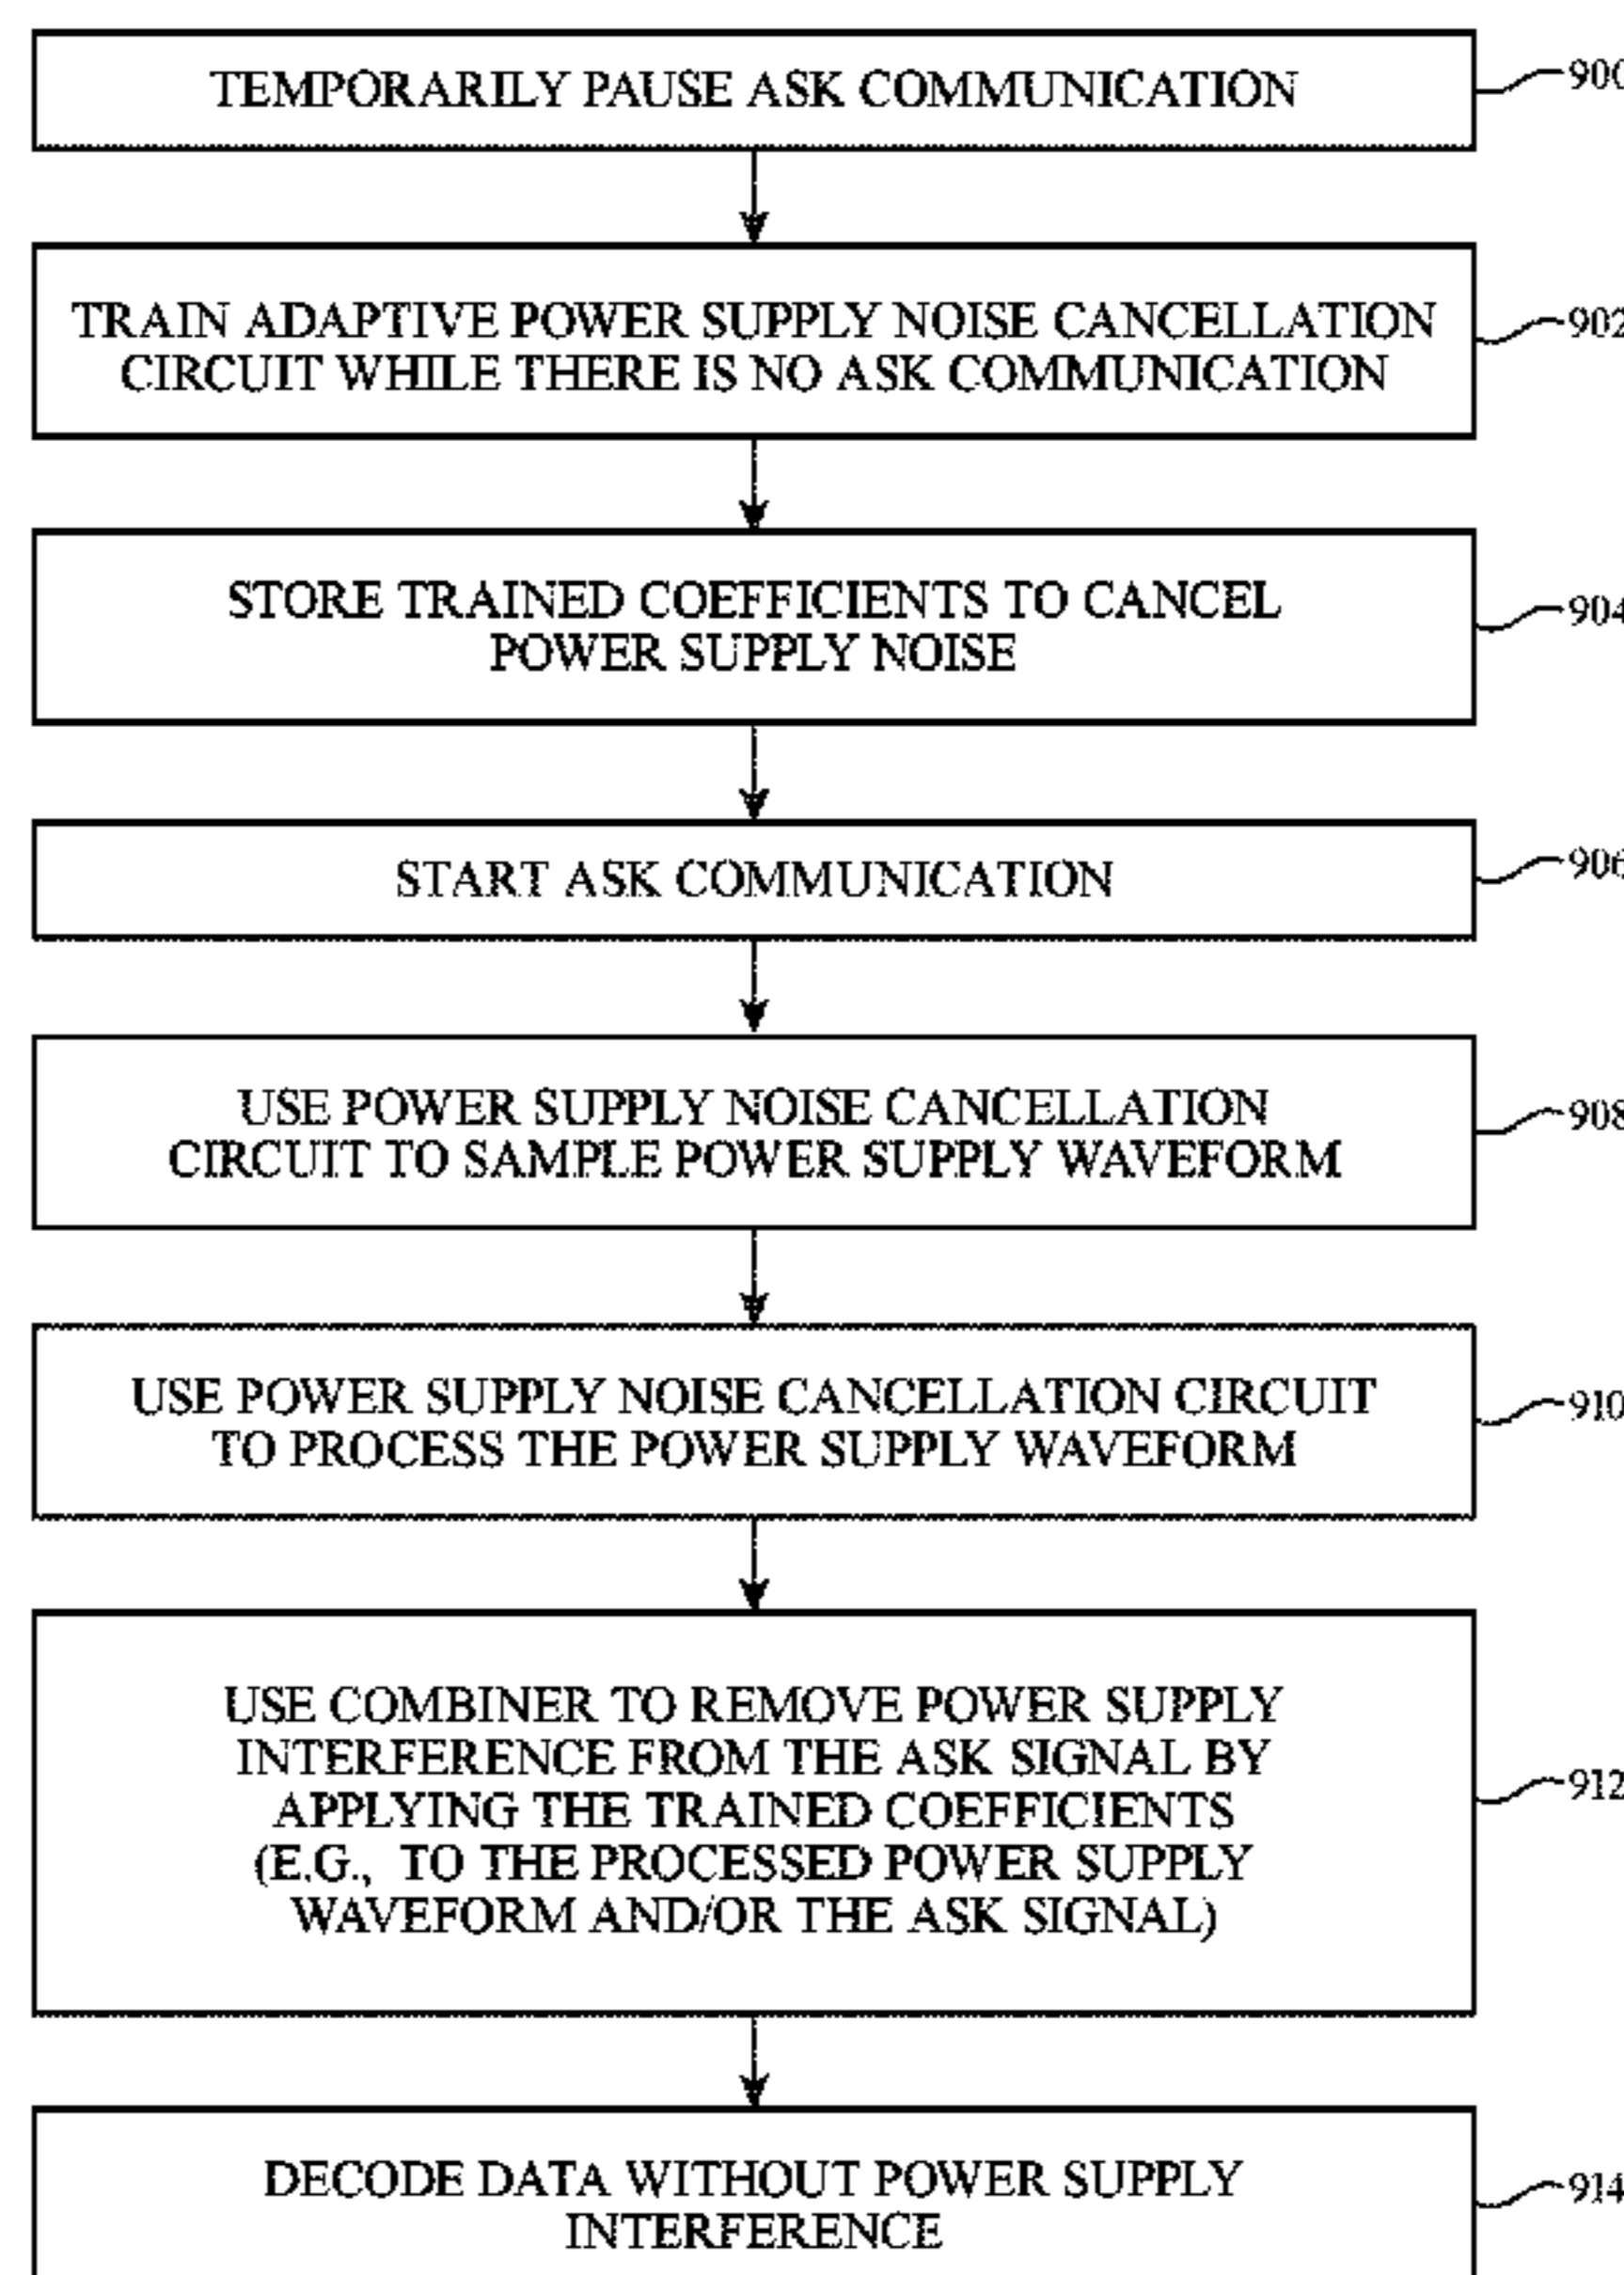 TEMPORARILY PAUSE ASK COMMUNICATION
900
TRAIN ADAPTIVE POWER SUPPLY NOISE CANCELLATION
CIRCUIT WHILE THERE IS NO ASK COMMUNICATION
902
STORE TRAINED COEFFICIENTS TO CANCEL
POWER SUPPLY NOISE
904
START ASK COMMUNICATION
906
USE POWER SUPPLY NOISE CANCELLATION
CIRCUIT TO SAMPLE POWER SUPPLY WAVEFORM
908
USE POWER SUPPLY NOISE CANCELLATION CIRCUIT
TO PROCESS THE POWER SUPPLY WAVEFORM
910
USE COMBINER TO REMOVE POWER SUPPLY
INTERFERENCE FROM THE ASK SIGNAL BY
APPLYING THE TRAINED COEFFICIENTS
(E.G., TO THE PROCESSED POWER SUPPLY
WAVEFORM AND/OR THE ASK SIGNAL)
912
DECODE DATA WITHOUT POWER SUPPLY
INTERFERENCE
914